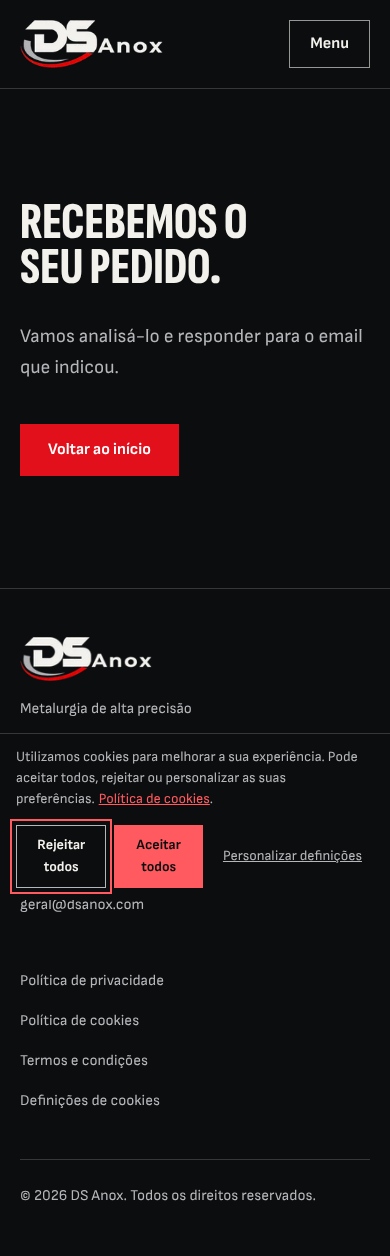 DS Anox
Menu
RECEBEMOS O
SEU PEDIDO.
Vamos analisá-lo e responder para o email
que indicou.
Voltar ao início
DS Anox
Metalurgia de alta precisão
Utilizamos cookies para melhorar a sua experiência. Pode
aceitar todos, rejeitar ou personalizar as suas
preferências. Política de cookies.
Rejeitar
todos
Aceitar
todos
Personalizar definições
geral@dsanox.com
Política de privacidade
Política de cookies
Termos e condições
Definições de cookies
© 2026 DS Anox. Todos os direitos reservados.